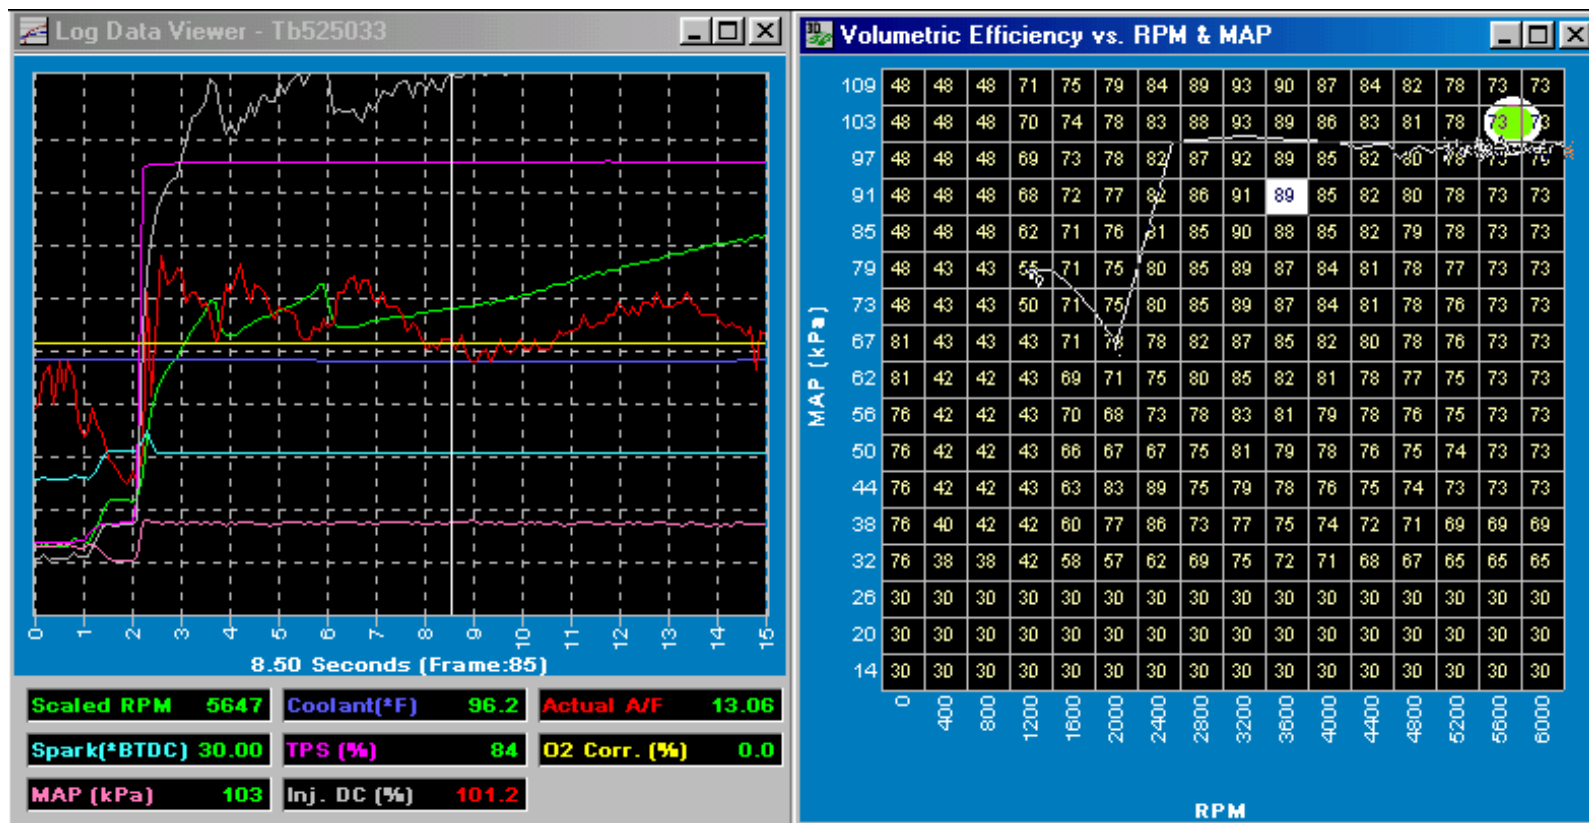 Log Data Viewer - Tb525033
0 1 2 3 4 5 6 7 8 9 10 11 12 13 14 15
8.50 Seconds (Frame:85)
Scaled RPM 5647 Coolant(*F) 96.2 Actual A/F 13.06
Spark(*BTDC) 30.00 TPS (%) 84 O2 Corr. (%) 0.0
MAP (kPa) 103 Inj. DC (%) 101.2
Volumetric Efficiency vs. RPM & MAP
MAP (kPa)
109 48 48 48 71 75 79 84 89 93 90 87 84 82 78 73 73
103 48 48 48 70 74 78 83 88 93 89 86 83 81 78 73 73
97 48 48 48 69 73 78 82 87 92 89 85 82 80 78
91 48 48 48 68 72 77 82 86 91 89 85 82 80 78 73 73
85 48 48 48 62 71 76 81 85 90 88 85 82 79 78 73 73
79 48 43 43 55 71 75 80 85 89 87 84 81 78 77 73 73
73 48 43 43 50 71 75 80 85 89 87 84 81 78 76 73 73
67 81 43 43 43 71 78 78 82 87 85 82 80 78 76 73 73
62 81 42 42 43 69 71 75 80 85 82 81 78 77 75 73 73
56 76 42 42 43 70 68 73 78 83 81 79 78 76 75 73 73
50 76 42 42 43 66 67 67 75 81 79 78 76 75 74 73 73
44 76 42 42 43 63 83 89 75 79 78 76 75 74 73 73 73
38 76 40 42 42 60 77 86 73 77 75 74 72 71 69 69 69
32 76 38 38 42 58 57 62 69 75 72 71 68 67 65 65 65
26 30 30 30 30 30 30 30 30 30 30 30 30 30 30 30 30
20 30 30 30 30 30 30 30 30 30 30 30 30 30 30 30 30
14 30 30 30 30 30 30 30 30 30 30 30 30 30 30 30 30
0 400 800 1200 1600 2000 2400 2800 3200 3600 4000 4400 4800 5200 5600 6000
RPM